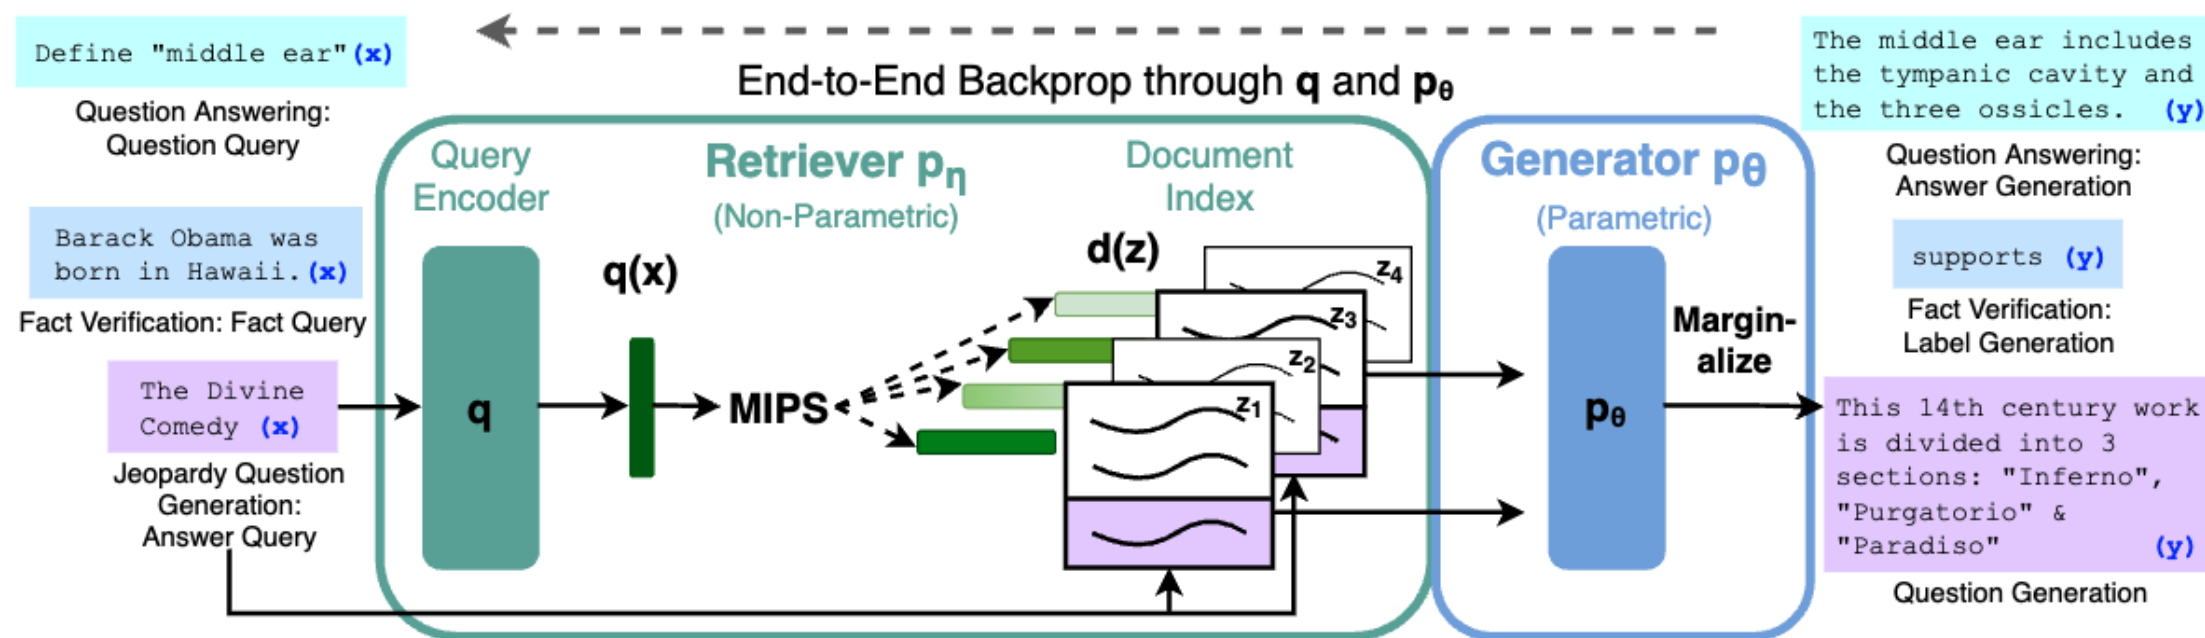 Define "middle ear" (x)
Question Answering:
Question Query
Barack Obama was
born in Hawaii. (x)
Fact Verification: Fact Query
The Divine
Comedy (x)
Jeopardy Question
Generation:
Answer Query
End-to-End Backprop through q and pθ
Query
Encoder
Retriever pη
(Non-Parametric)
Document
Index
q
q(x)
MIPS
d(z)
z4
z3
z2
z1
Generator pθ
(Parametric)
pθ
Margin-
alize
The middle ear includes
the tympanic cavity and
the three ossicles. (y)
Question Answering:
Answer Generation
supports (y)
Fact Verification:
Label Generation
This 14th century work
is divided into 3
sections: "Inferno",
"Purgatorio" &
"Paradiso" (y)
Question Generation